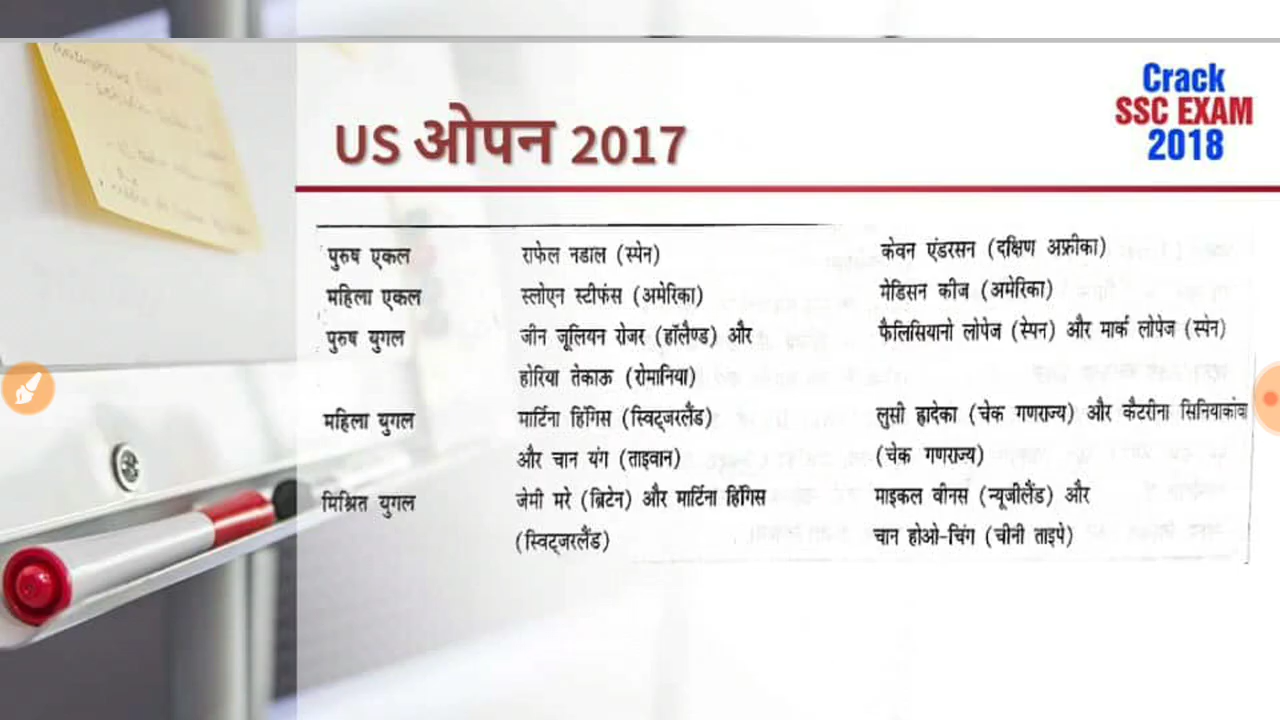 Crack
SSC EXAM
2018
US ओपन 2017
पुरुष एकल राफेल नडाल (स्पेन) केवन एंडरसन (दक्षिण अफ्रीका)
महिला एकल स्लोएन स्टीफंस (अमेरिका) मेडिसन कीज (अमेरिका)
पुरुष युगल जीन जूलियन रोजर (हॉलैण्ड) और फैलिसियानो लोपेज (स्पेन) और मार्क लोपेज (स्पेन)
होरिया तेकाऊ (रोमानिया)
महिला युगल मार्टिना हिंगिस (स्विट्जरलैंड) लुसी ह्रादेका (चेक गणराज्य) और कैटरीना सिनियाकोवा
और चान यंग (ताइवान) (चेक गणराज्य)
मिश्रित युगल जेमी मरे (ब्रिटेन) और मार्टिना हिंगिस माइकल वीनस (न्यूजीलैंड) और
(स्विट्जरलैंड) चान होओ-चिंग (चीनी ताइपे)